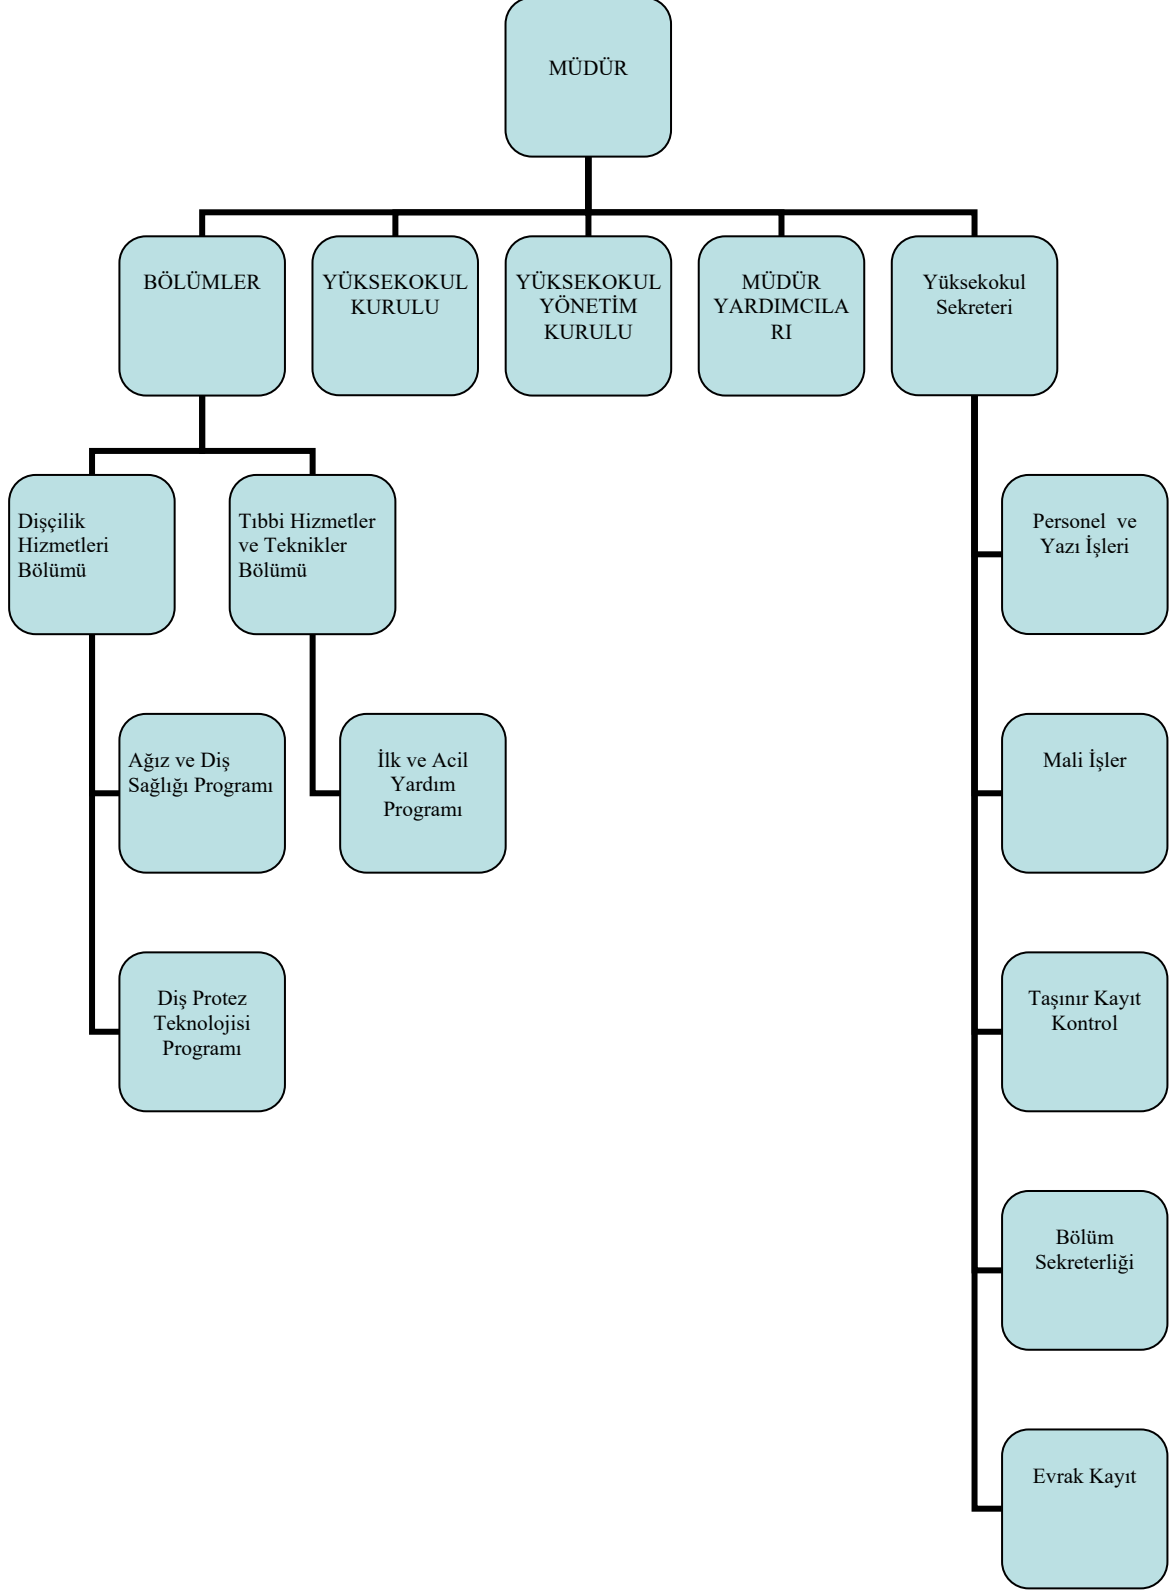 MÜDÜR
BÖLÜMLER
YÜKSEKOKUL
KURULU
YÜKSEKOKUL
YÖNETİM
KURULU
MÜDÜR
YARDIMCILA
RI
Yüksekokul
Sekreteri
Dişçilik
Hizmetleri
Bölümü
Tıbbi Hizmetler
ve Teknikler
Bölümü
Personel ve
Yazı İşleri
Ağız ve Diş
Sağlığı Programı
İlk ve Acil
Yardım
Programı
Mali İşler
Diş Protez
Teknolojisi
Programı
Taşınır Kayıt
Kontrol
Bölüm
Sekreterliği
Evrak Kayıt